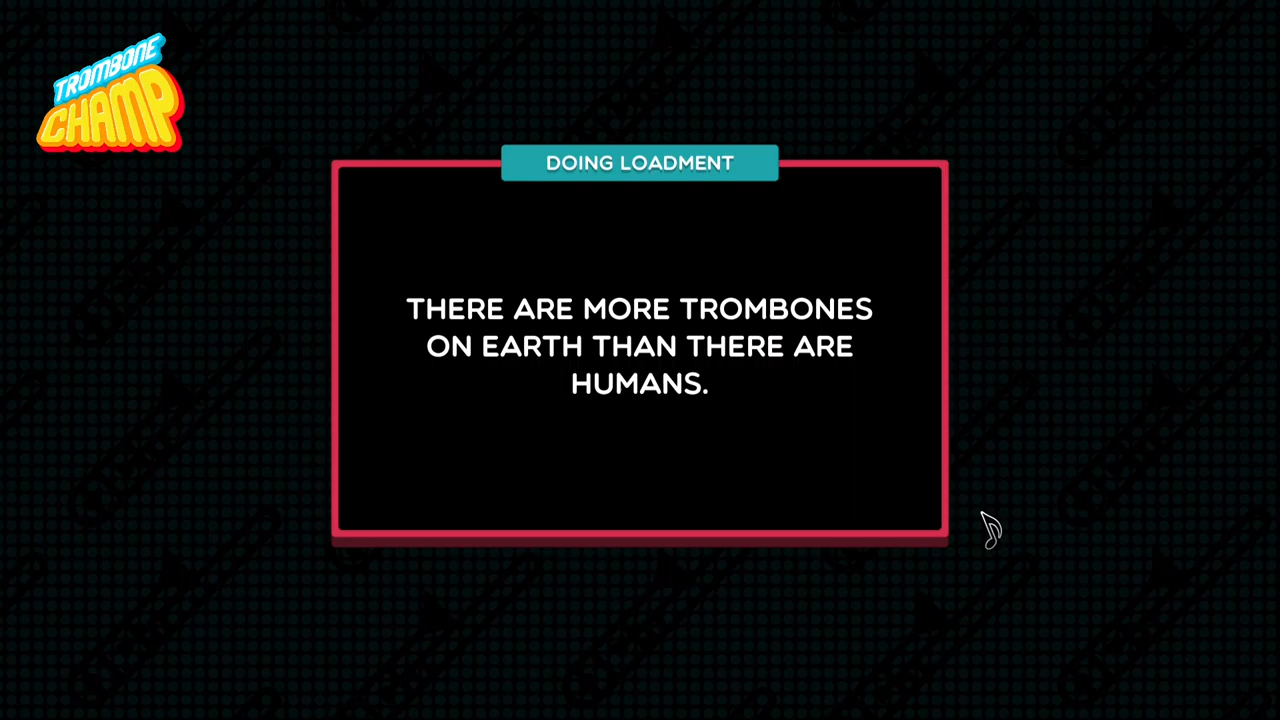 TROMBONE
CHAMP
DOING LOADMENT
THERE ARE MORE TROMBONES
ON EARTH THAN THERE ARE
HUMANS.